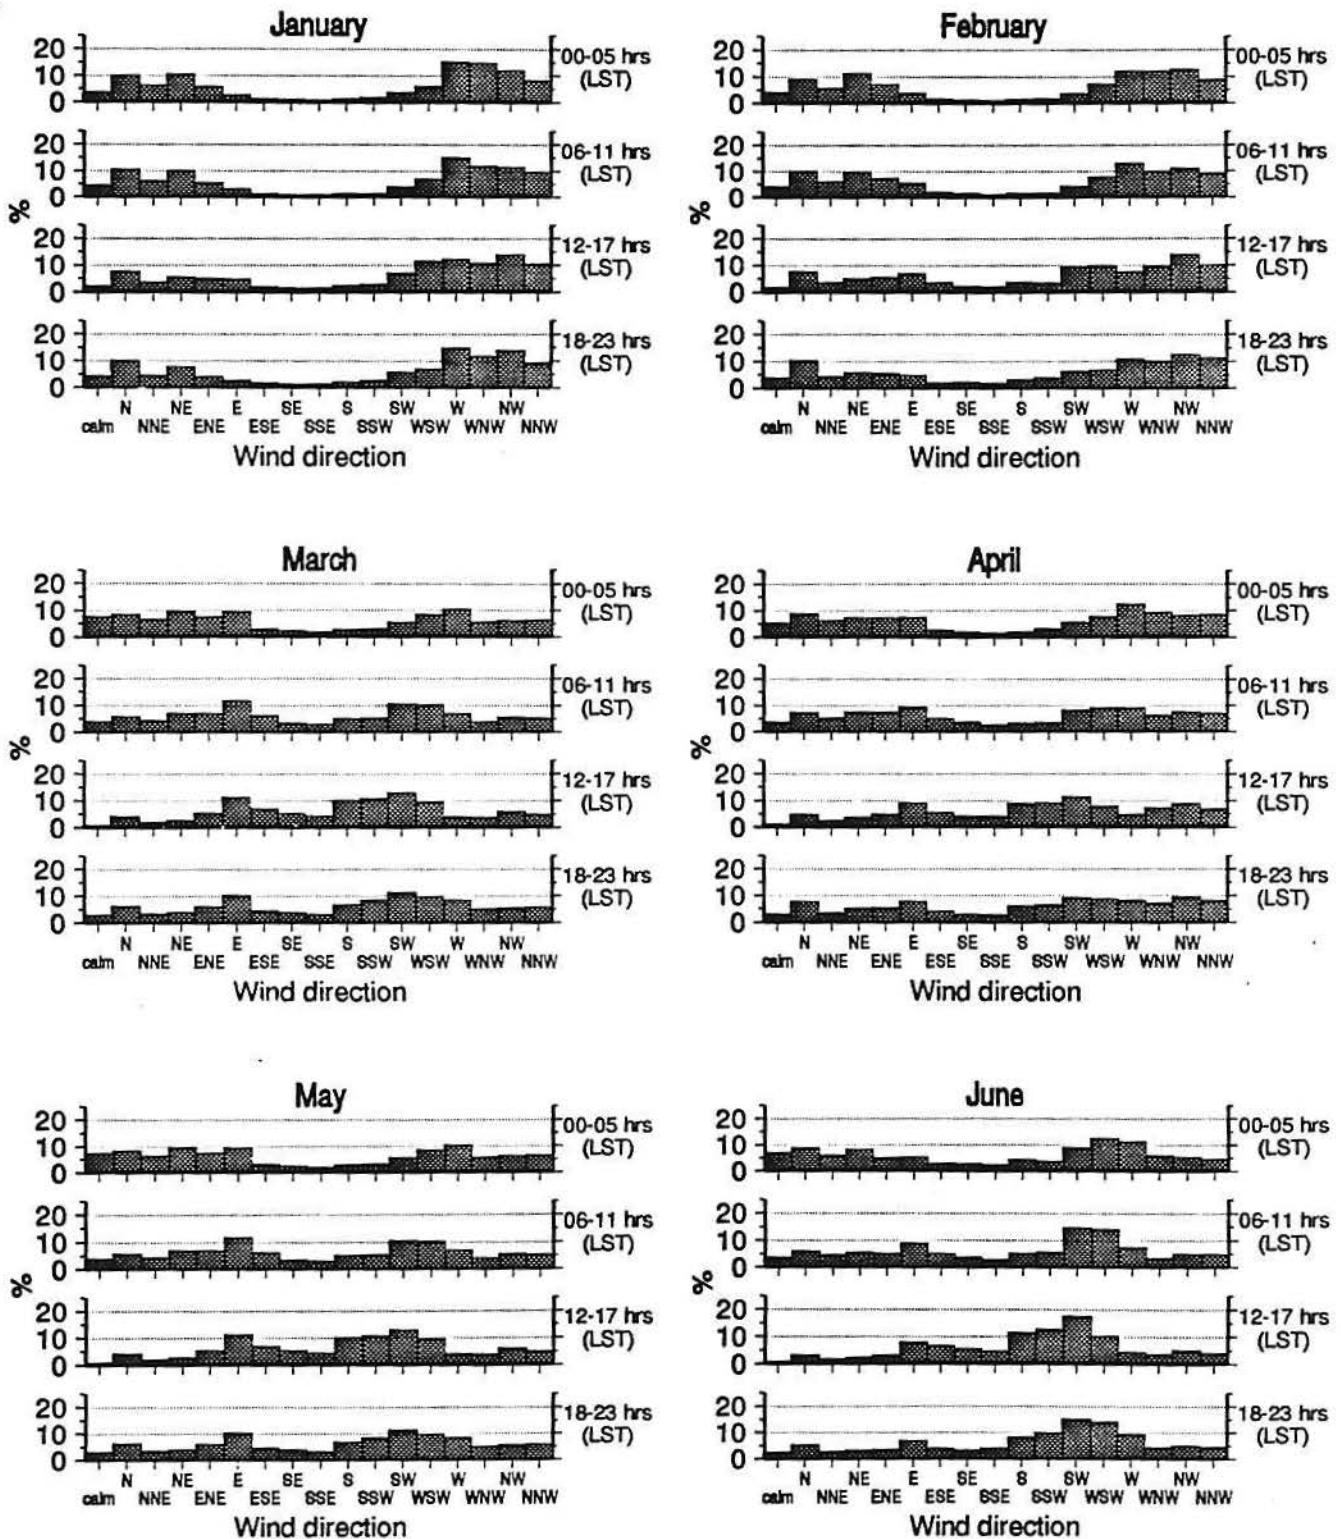 January
20
10
0
00-05 hrs
(LST)
20
10
0
06-11 hrs
(LST)
%
20
10
0
12-17 hrs
(LST)
20
10
0
18-23 hrs
(LST)
N NE E SE S SW W NW
calm NNE ENE ESE SSE SSW WSW WNW NNW
Wind direction
February
20
10
0
00-05 hrs
(LST)
20
10
0
06-11 hrs
(LST)
%
20
10
0
12-17 hrs
(LST)
20
10
0
18-23 hrs
(LST)
N NE E SE S SW W NW
calm NNE ENE ESE SSE SSW WSW WNW NNW
Wind direction
March
20
10
0
00-05 hrs
(LST)
20
10
0
06-11 hrs
(LST)
%
20
10
0
12-17 hrs
(LST)
20
10
0
18-23 hrs
(LST)
N NE E SE S SW W NW
calm NNE ENE ESE SSE SSW WSW WNW NNW
Wind direction
April
20
10
0
00-05 hrs
(LST)
20
10
0
06-11 hrs
(LST)
%
20
10
0
12-17 hrs
(LST)
20
10
0
18-23 hrs
(LST)
N NE E SE S SW W NW
calm NNE ENE ESE SSE SSW WSW WNW NNW
Wind direction
May
20
10
0
00-05 hrs
(LST)
20
10
0
06-11 hrs
(LST)
%
20
10
0
12-17 hrs
(LST)
20
10
0
18-23 hrs
(LST)
N NE E SE S SW W NW
calm NNE ENE ESE SSE SSW WSW WNW NNW
Wind direction
June
20
10
0
00-05 hrs
(LST)
20
10
0
06-11 hrs
(LST)
%
20
10
0
12-17 hrs
(LST)
20
10
0
18-23 hrs
(LST)
N NE E SE S SW W NW
calm NNE ENE ESE SSE SSW WSW WNW NNW
Wind direction